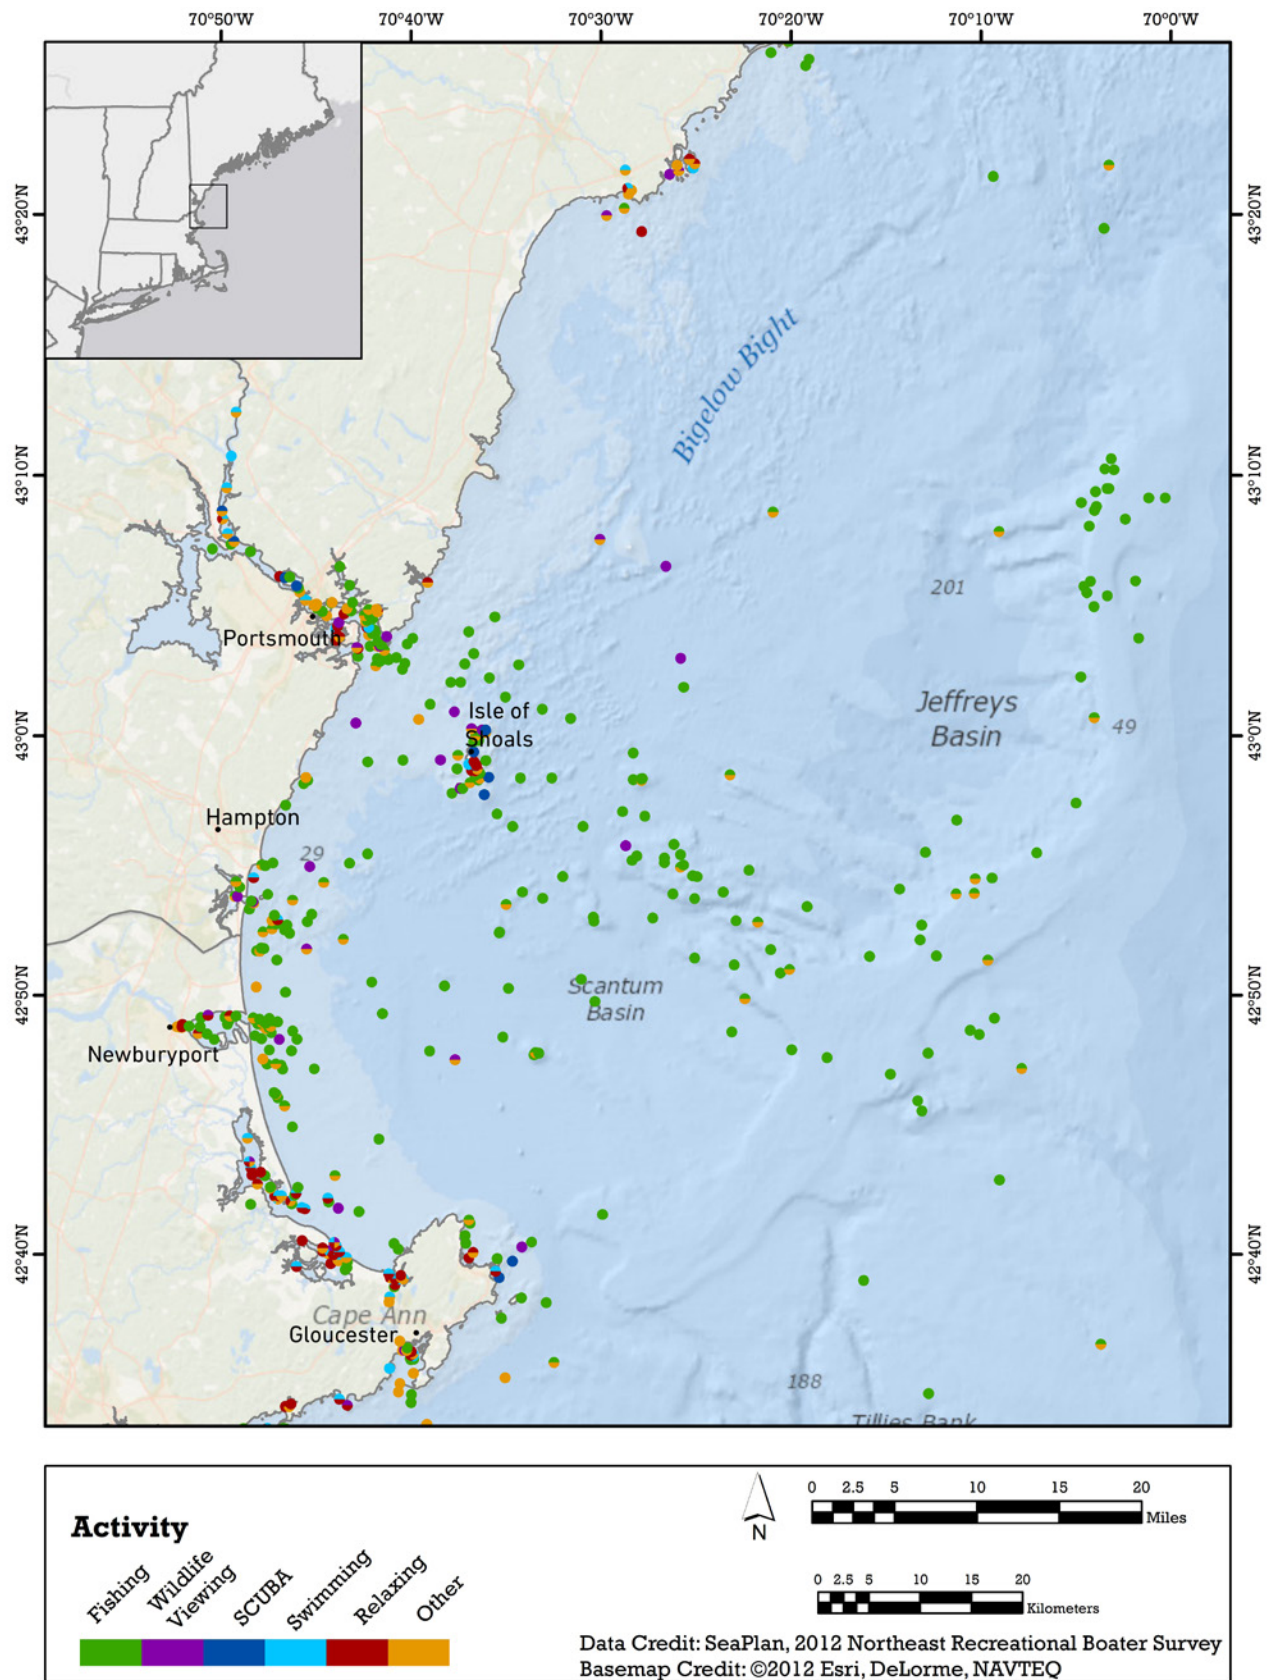 70°50'W 70°40'W 70°30'W 70°20'W 70°10'W 70°0'W
43°20'N 43°20'N
Bigelow Bight
43°10'N 43°10'N
201
Portsmouth
Jeffreys
Basin
49
Isle of
Shoals
43°0'N 43°0'N
Hampton
29
42°50'N 42°50'N
Scantum
Basin
Newburyport
42°40'N 42°40'N
Cape Ann
Gloucester
188
Tillies Bank
Activity
Fishing
Wildlife
Viewing
SCUBA
Swimming
Relaxing
Other
N
0 2.5 5 10 15 20
Miles
0 2.5 5 10 15 20
Kilometers
Data Credit: SeaPlan, 2012 Northeast Recreational Boater Survey
Basemap Credit: ©2012 Esri, DeLorme, NAVTEQ